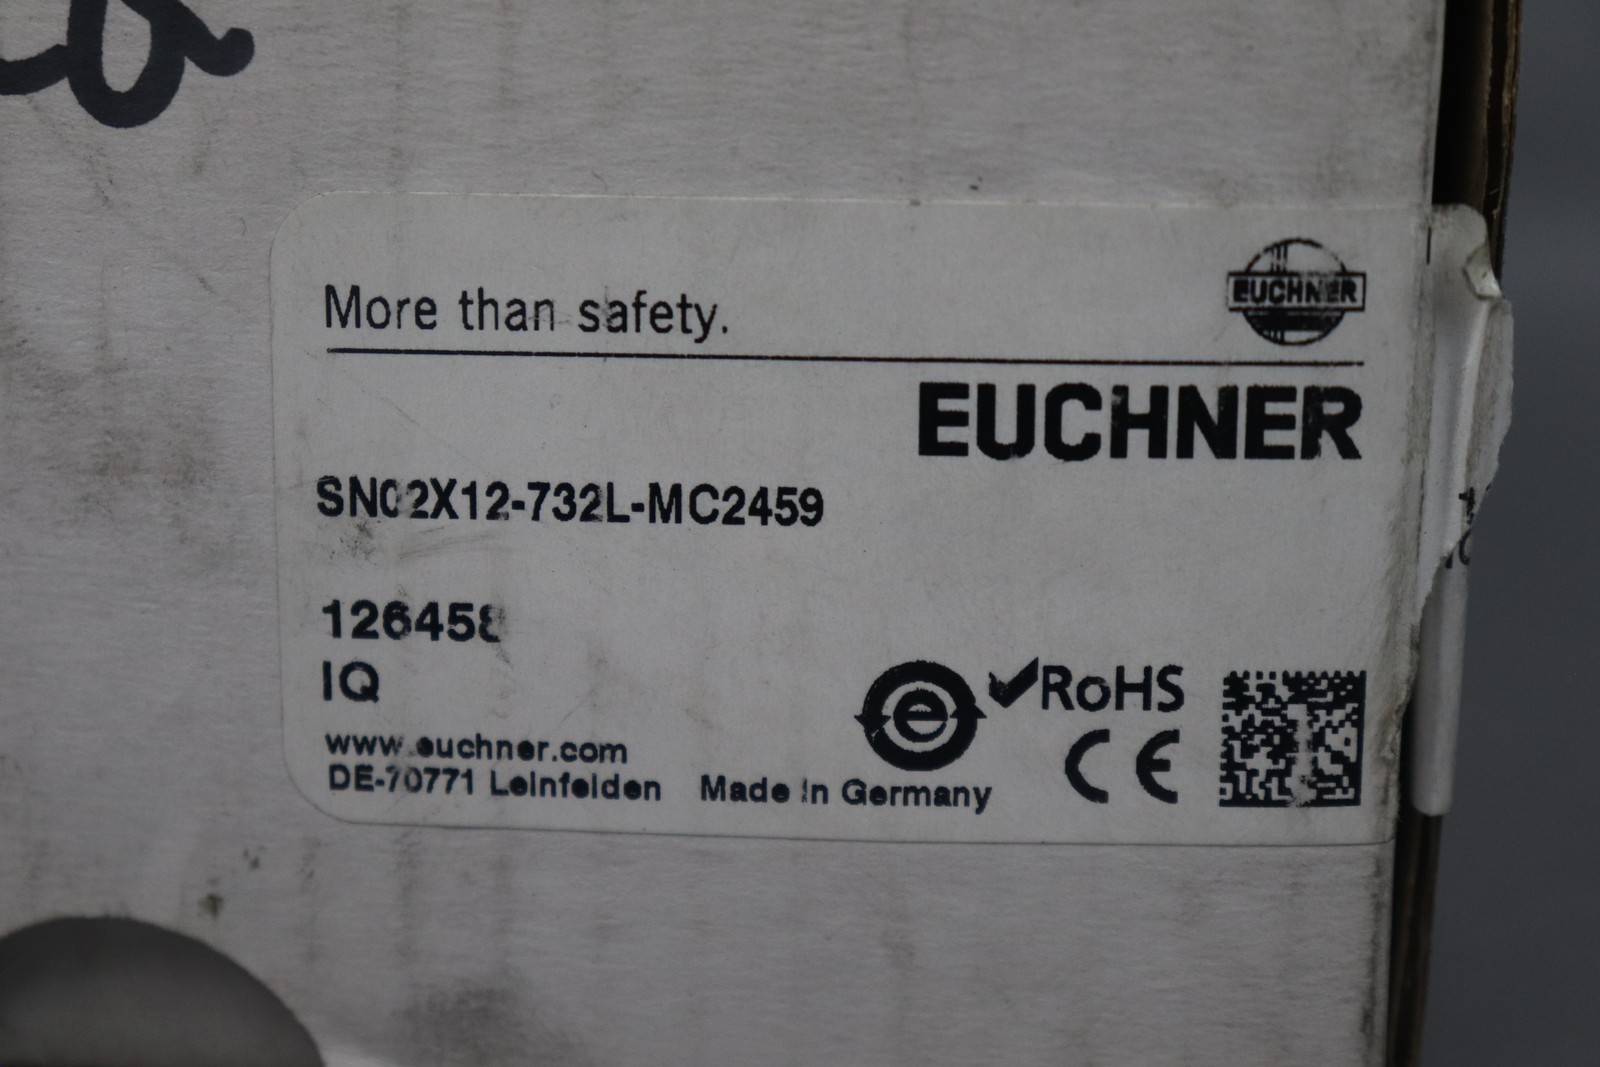 More than safety.
EUCHNER
EUCHNER
SN02X12-732L-MC2459
126458
IQ
RoHS
CE
www.euchner.com
DE-70771 Leinfelden Made in Germany